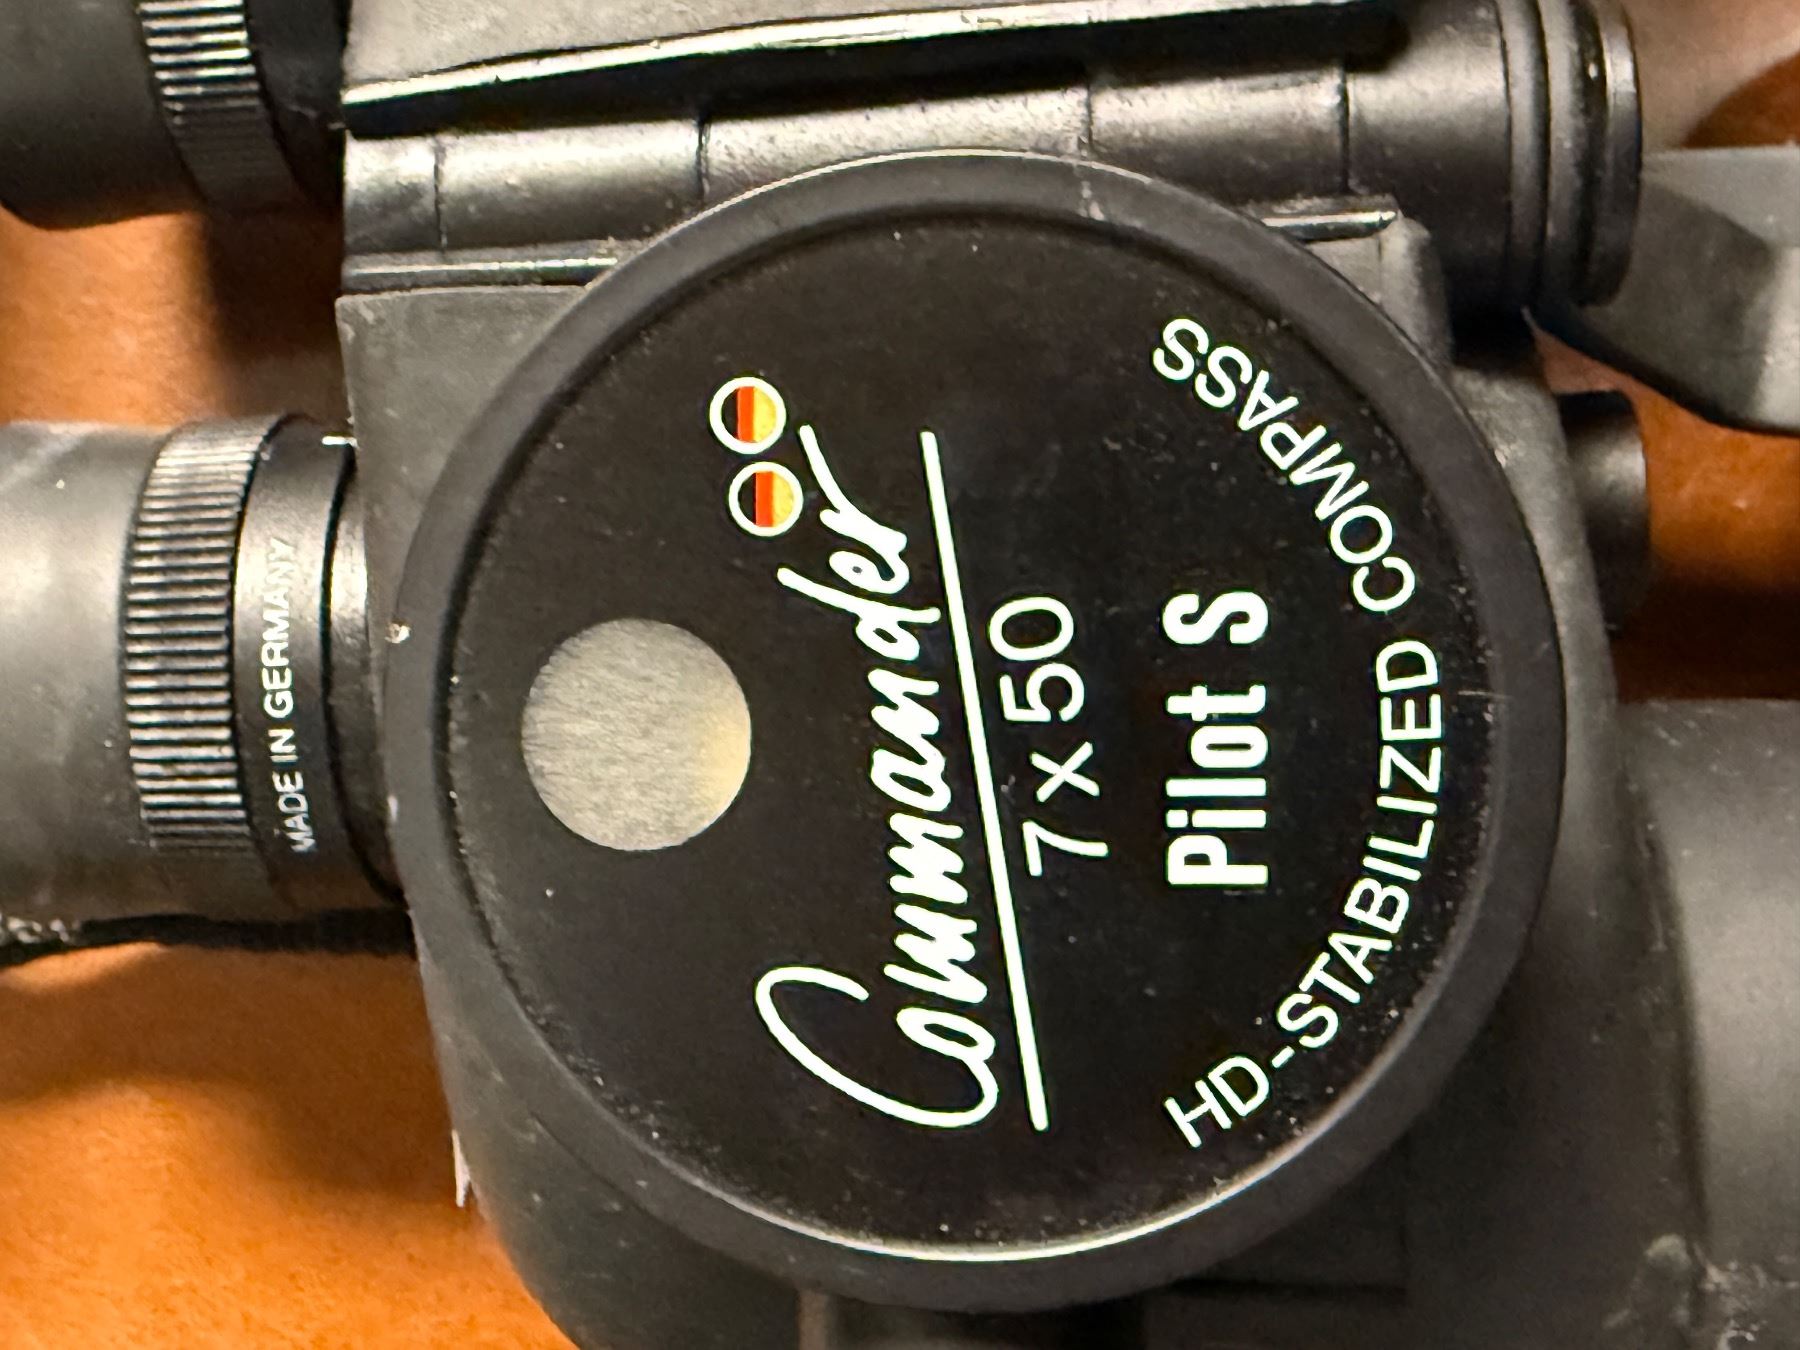 Commander
7 x 50
Pilot S
HD-STABILIZED COMPASS
MADE IN GERMANY